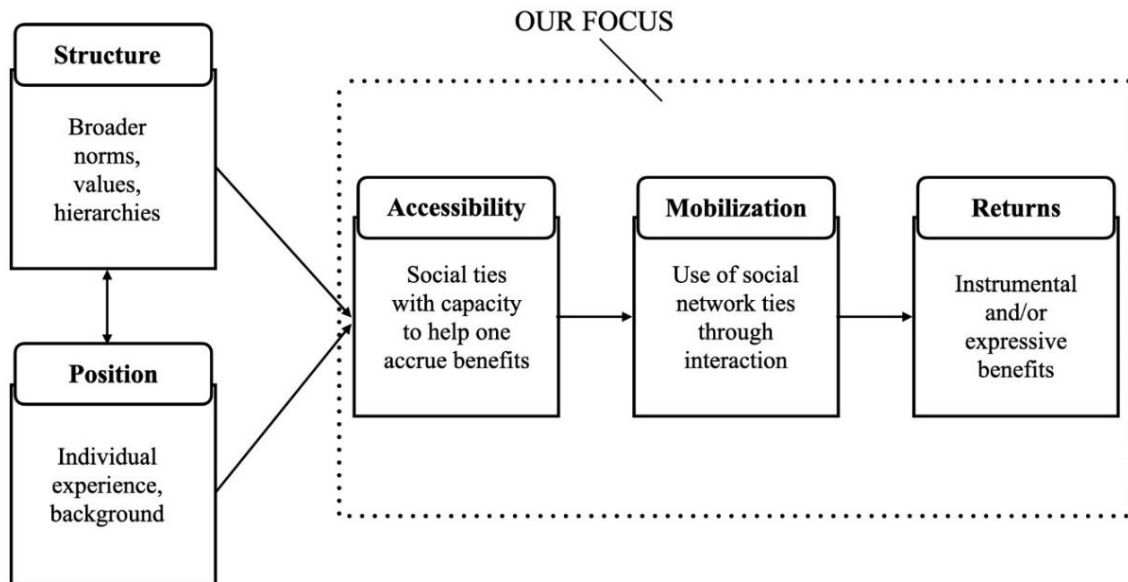 OUR FOCUS
Structure
Broader
norms,
values,
hierarchies
Position
Individual
experience,
background
Accessibility
Social ties
with capacity
to help one
accrue benefits
Mobilization
Use of social
network ties
through
interaction
Returns
Instrumental
and/or
expressive
benefits